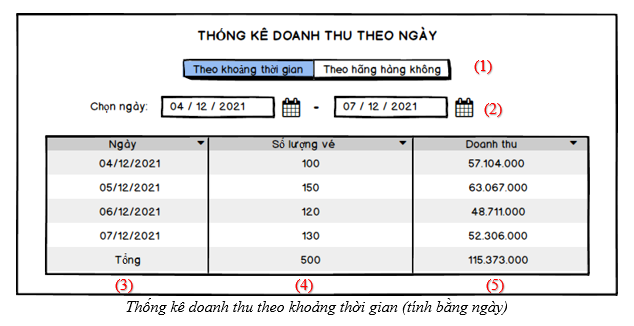 THỐNG KÊ DOANH THU THEO NGÀY
Theo khoảng thời gian Theo hãng hàng không (1)
Chọn ngày: 04 / 12 / 2021 - 07 / 12 / 2021 (2)
Ngày Số lượng vé Doanh thu
04/12/2021 100 57.104.000
05/12/2021 150 63.067.000
06/12/2021 120 48.711.000
07/12/2021 130 52.306.000
Tổng 500 115.373.000
(3) (4) (5)
Thống kê doanh thu theo khoảng thời gian (tính bằng ngày)